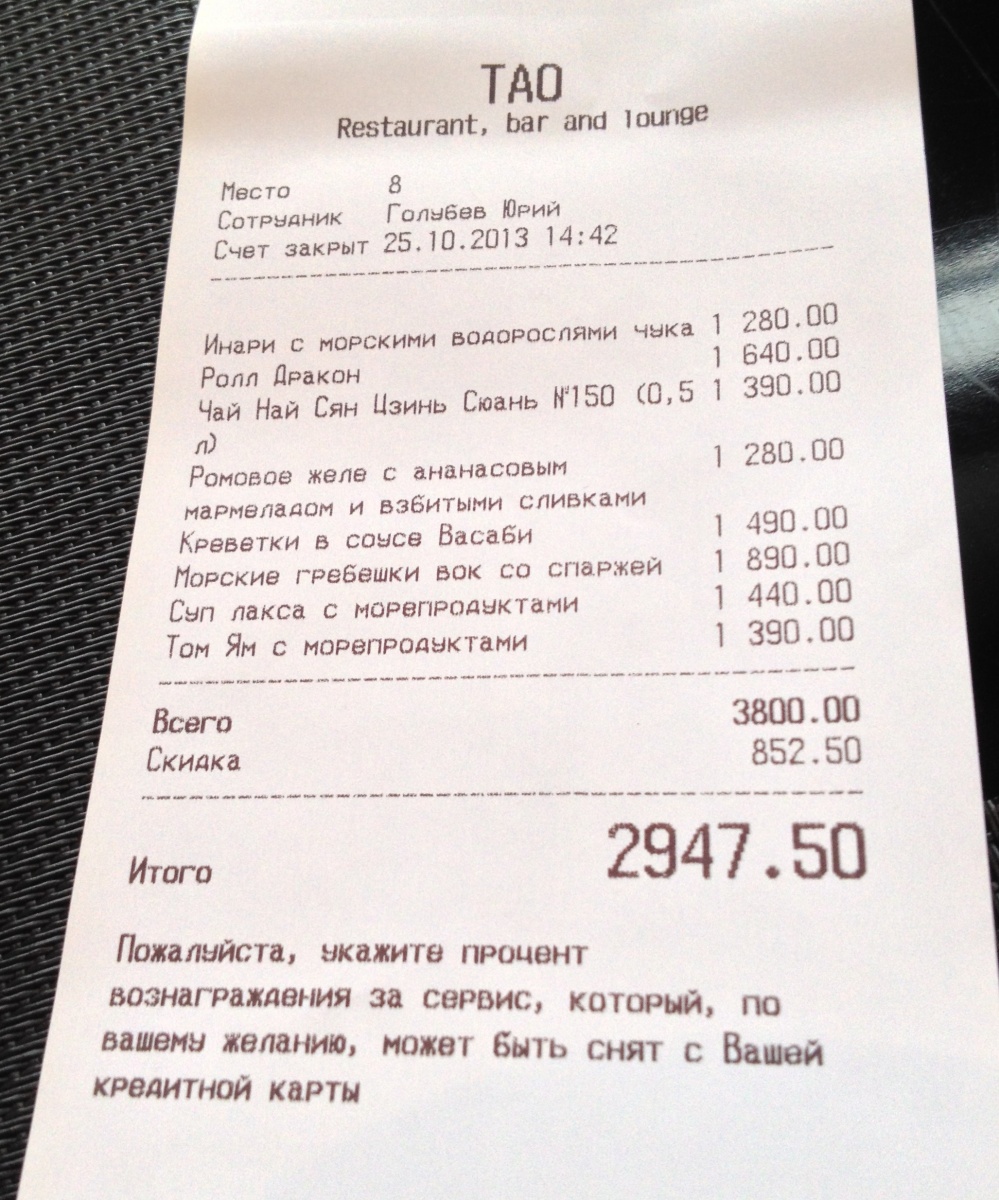 TAO
Restaurant, bar and lounge
Место 8
Сотрудник Голубев Юрий
Счет закрыт 25.10.2013 14:42
Инари с морскими водорослями чука 1 280.00
Ролл Дракон 1 640.00
Чай Най Сян Цзинь Сюань №150 (0,5 1 390.00
л)
Ромовое желе с ананасовым 1 280.00
мармеладом и взбитыми сливками
Креветки в соусе Васаби 1 490.00
Морские гребешки вок со спаржей 1 890.00
Суп лакса с морепродуктами 1 440.00
Том Ям с морепродуктами 1 390.00
Всего 3800.00
Скидка 852.50
Итого 2947.50
Пожалуйста, укажите процент
вознаграждения за сервис, который, по
вашему желанию, может быть снят с Вашей
кредитной карты